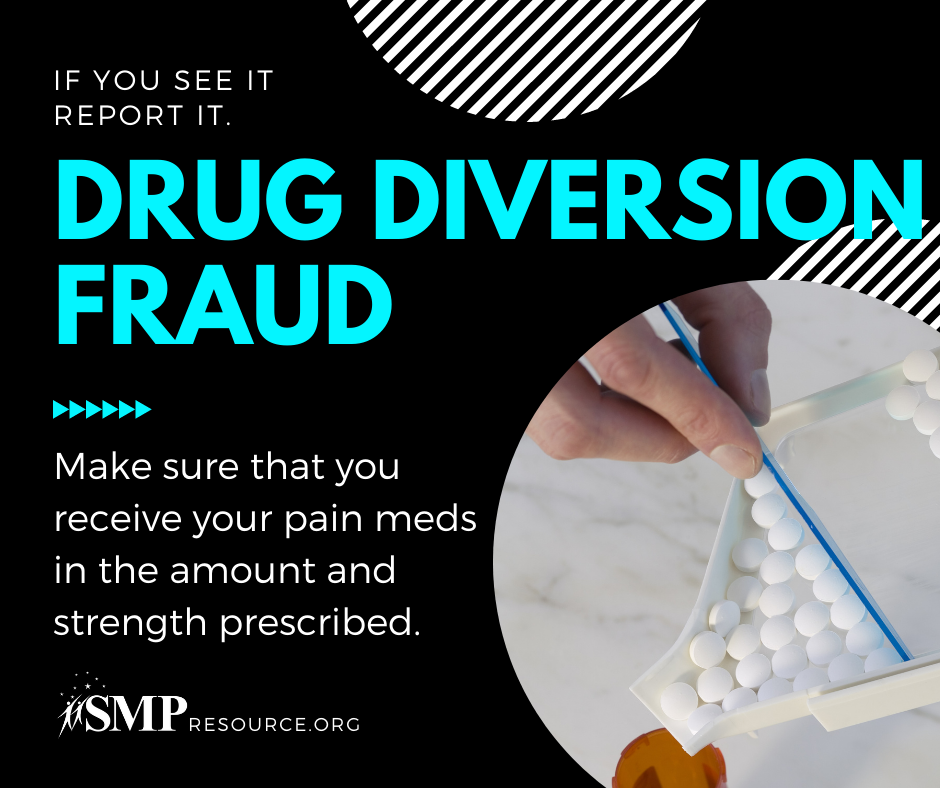 IF YOU SEE IT
REPORT IT.
DRUG DIVERSION
FRAUD
Make sure that you
receive your pain meds
in the amount and
strength prescribed.
SMP RESOURCE.ORG